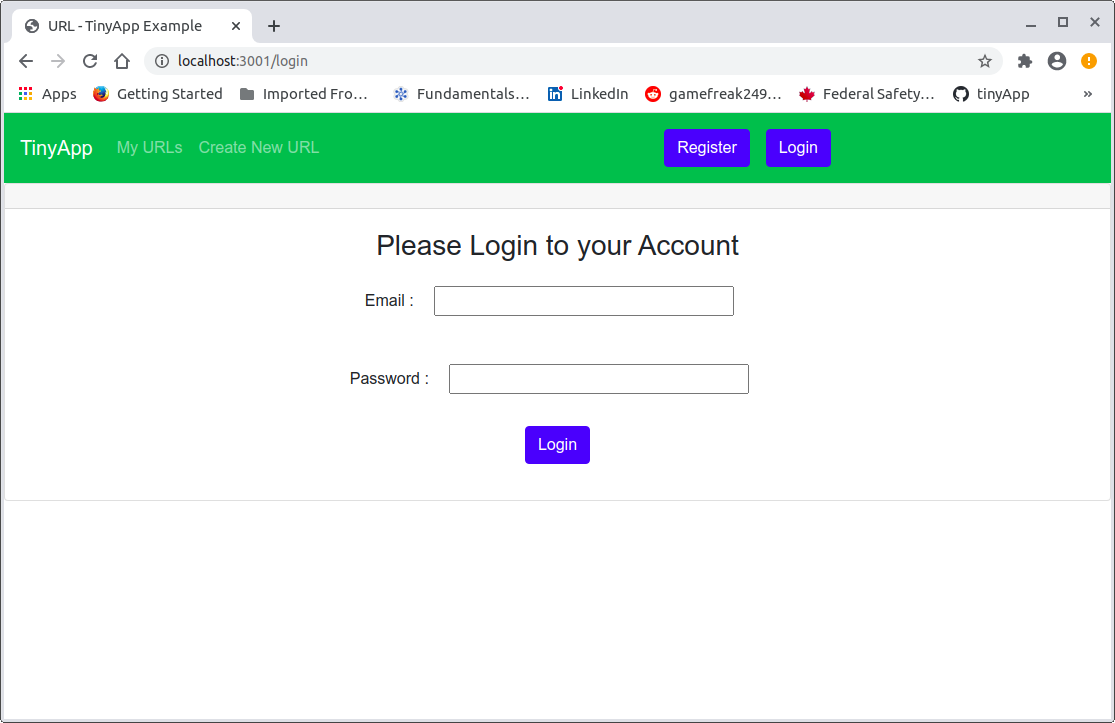 URL - TinyApp Example
localhost:3001/login
Apps Getting Started Imported Fro… Fundamentals… LinkedIn gamefreak249… Federal Safety… tinyApp »
TinyApp My URLs Create New URL Register Login
Please Login to your Account
Email :
Password :
Login